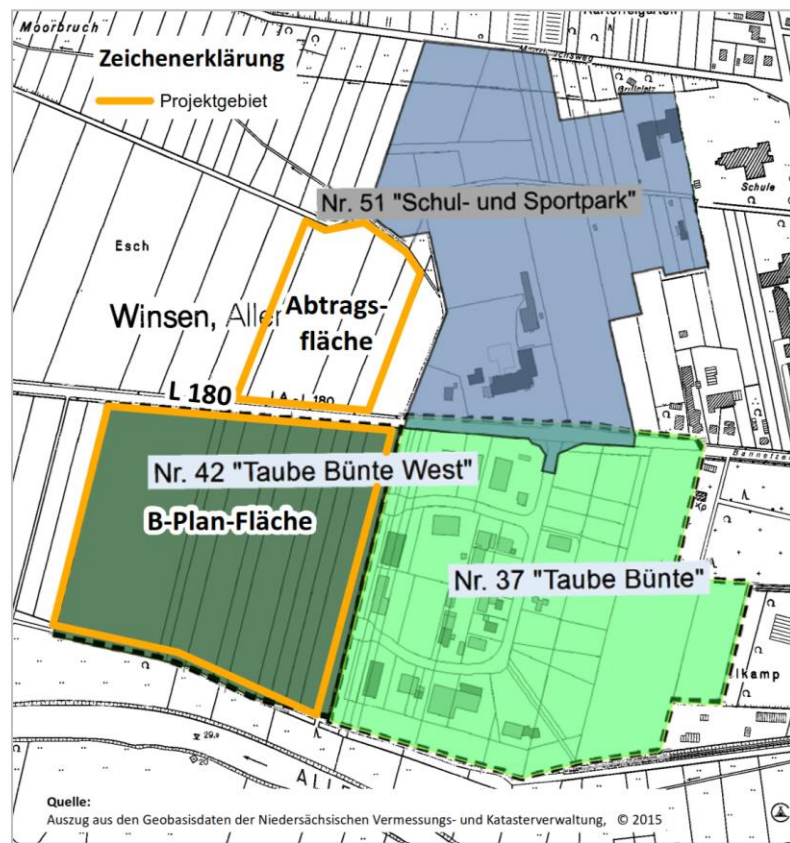 Moorbruch
Zeichenerklärung
Projektgebiet
Nr. 51 "Schul- und Sportpark"
Schule
Esch
Winsen, Aller
Abtrags-
fläche
L 180
Nr. 42 "Taube Bünte West"
B-Plan-Fläche
Nr. 37 "Taube Bünte"
Quelle:
Auszug aus den Geobasisdaten der Niedersächsischen Vermessungs- und Katasterverwaltung, © 2015